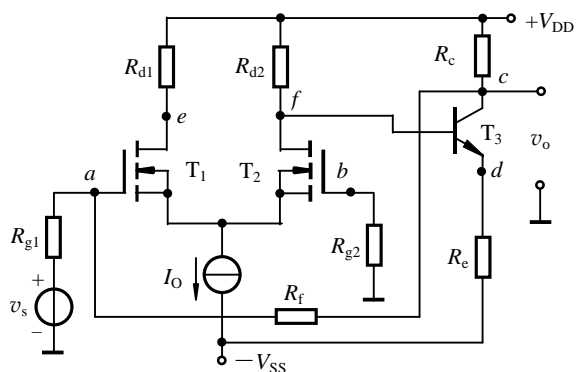 +V_DD
R_d1
R_d2
R_c
c
e
f
T_3
v_o
a
T_1
T_2
b
d
R_g1
R_g2
R_e
+
v_s
−
I_O
R_f
−V_SS